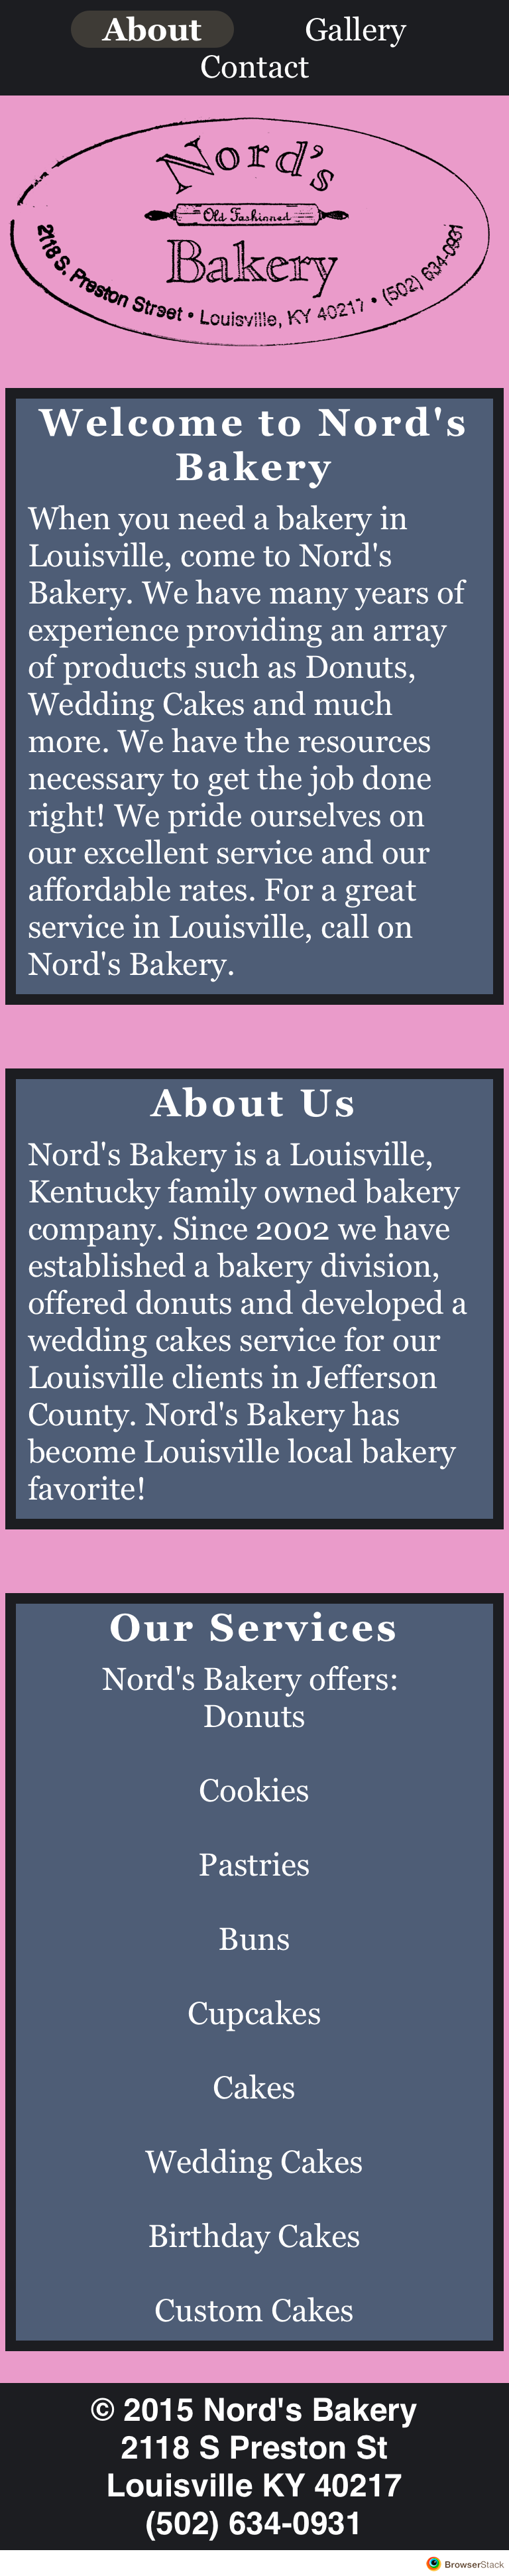 About
Gallery
Contact
Nord's
Old Fashioned
Bakery
2118 S. Preston Street • Louisville, KY 40217 • (502) 634-0931
Welcome to Nord's
Bakery
When you need a bakery in
Louisville, come to Nord's
Bakery. We have many years of
experience providing an array
of products such as Donuts,
Wedding Cakes and much
more. We have the resources
necessary to get the job done
right! We pride ourselves on
our excellent service and our
affordable rates. For a great
service in Louisville, call on
Nord's Bakery.
About Us
Nord's Bakery is a Louisville,
Kentucky family owned bakery
company. Since 2002 we have
established a bakery division,
offered donuts and developed a
wedding cakes service for our
Louisville clients in Jefferson
County. Nord's Bakery has
become Louisville local bakery
favorite!
Our Services
Nord's Bakery offers:
Donuts
Cookies
Pastries
Buns
Cupcakes
Cakes
Wedding Cakes
Birthday Cakes
Custom Cakes
© 2015 Nord's Bakery
2118 S Preston St
Louisville KY 40217
(502) 634-0931
BrowserStack